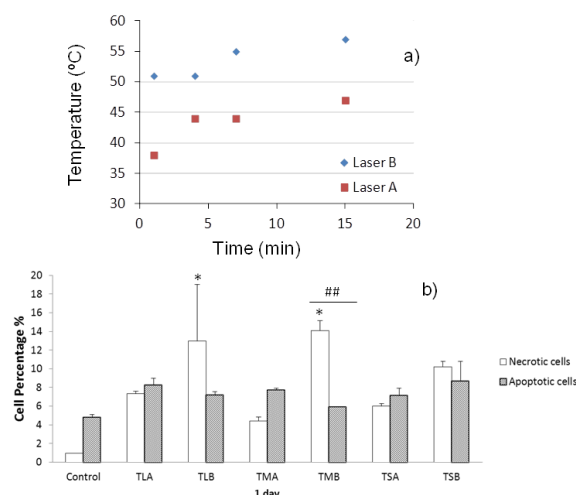 a)
Temperature (ºC)
60
55
50
45
40
35
30
Laser B
Laser A
0
5
10
15
20
Time (min)
b)
Cell Percentage %
20
18
16
14
12
10
8
6
4
2
0
*
*
##
Necrotic cells
Apoptotic cells
Control
TLA
TLB
TMA
TMB
TSA
TSB
1 day